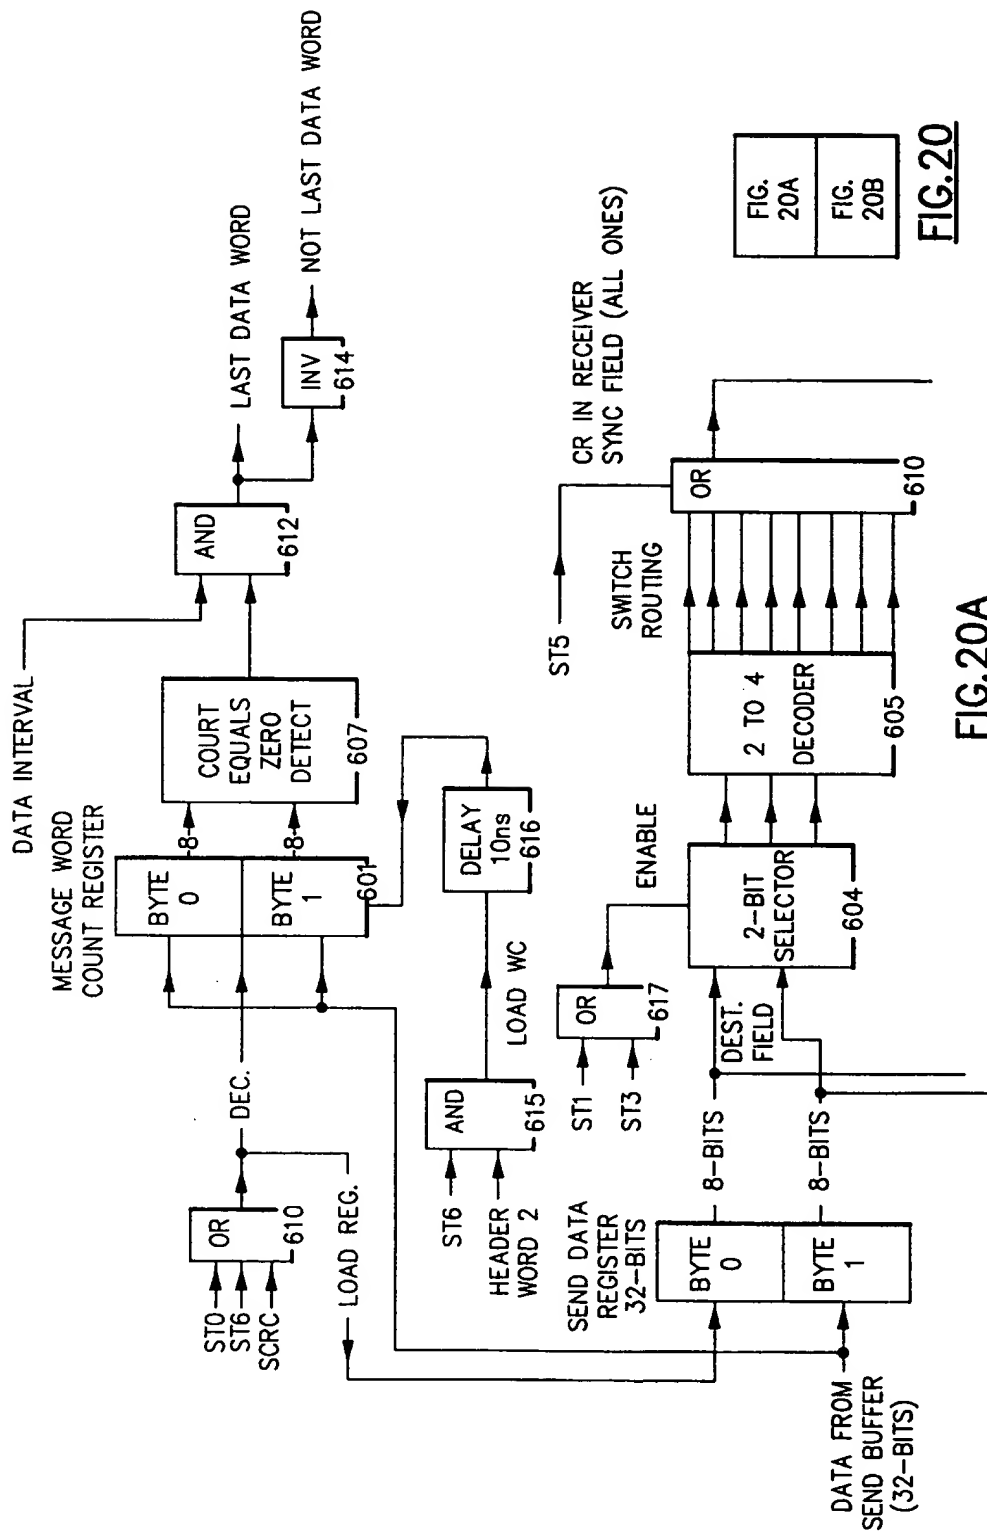 DATA INTERVAL
MESSAGE WORD
COUNT REGISTER
BYTE
0
BYTE
1
601
8
8
COURT
EQUALS
ZERO
DETECT
607
AND
612
LAST DATA WORD
INV
614
NOT LAST DATA WORD
ST0
ST6
SCRC
OR
610
DEC.
LOAD REG.
ST6
HEADER
WORD 2
AND
615
LOAD WC
DELAY
10ns
616
ST1
ST3
OR
617
ENABLE
SEND DATA
REGISTER
32-BITS
BYTE
0
BYTE
1
8-BITS
8-BITS
DEST.
FIELD
2-BIT
SELECTOR
604
2 TO 4
DECODER
605
SWITCH
ROUTING
ST5
OR
610
CR IN RECEIVER
SYNC FIELD (ALL ONES)
DATA FROM
SEND BUFFER
(32-BITS)
FIG.20A
FIG.
20A
FIG.
20B
FIG.20